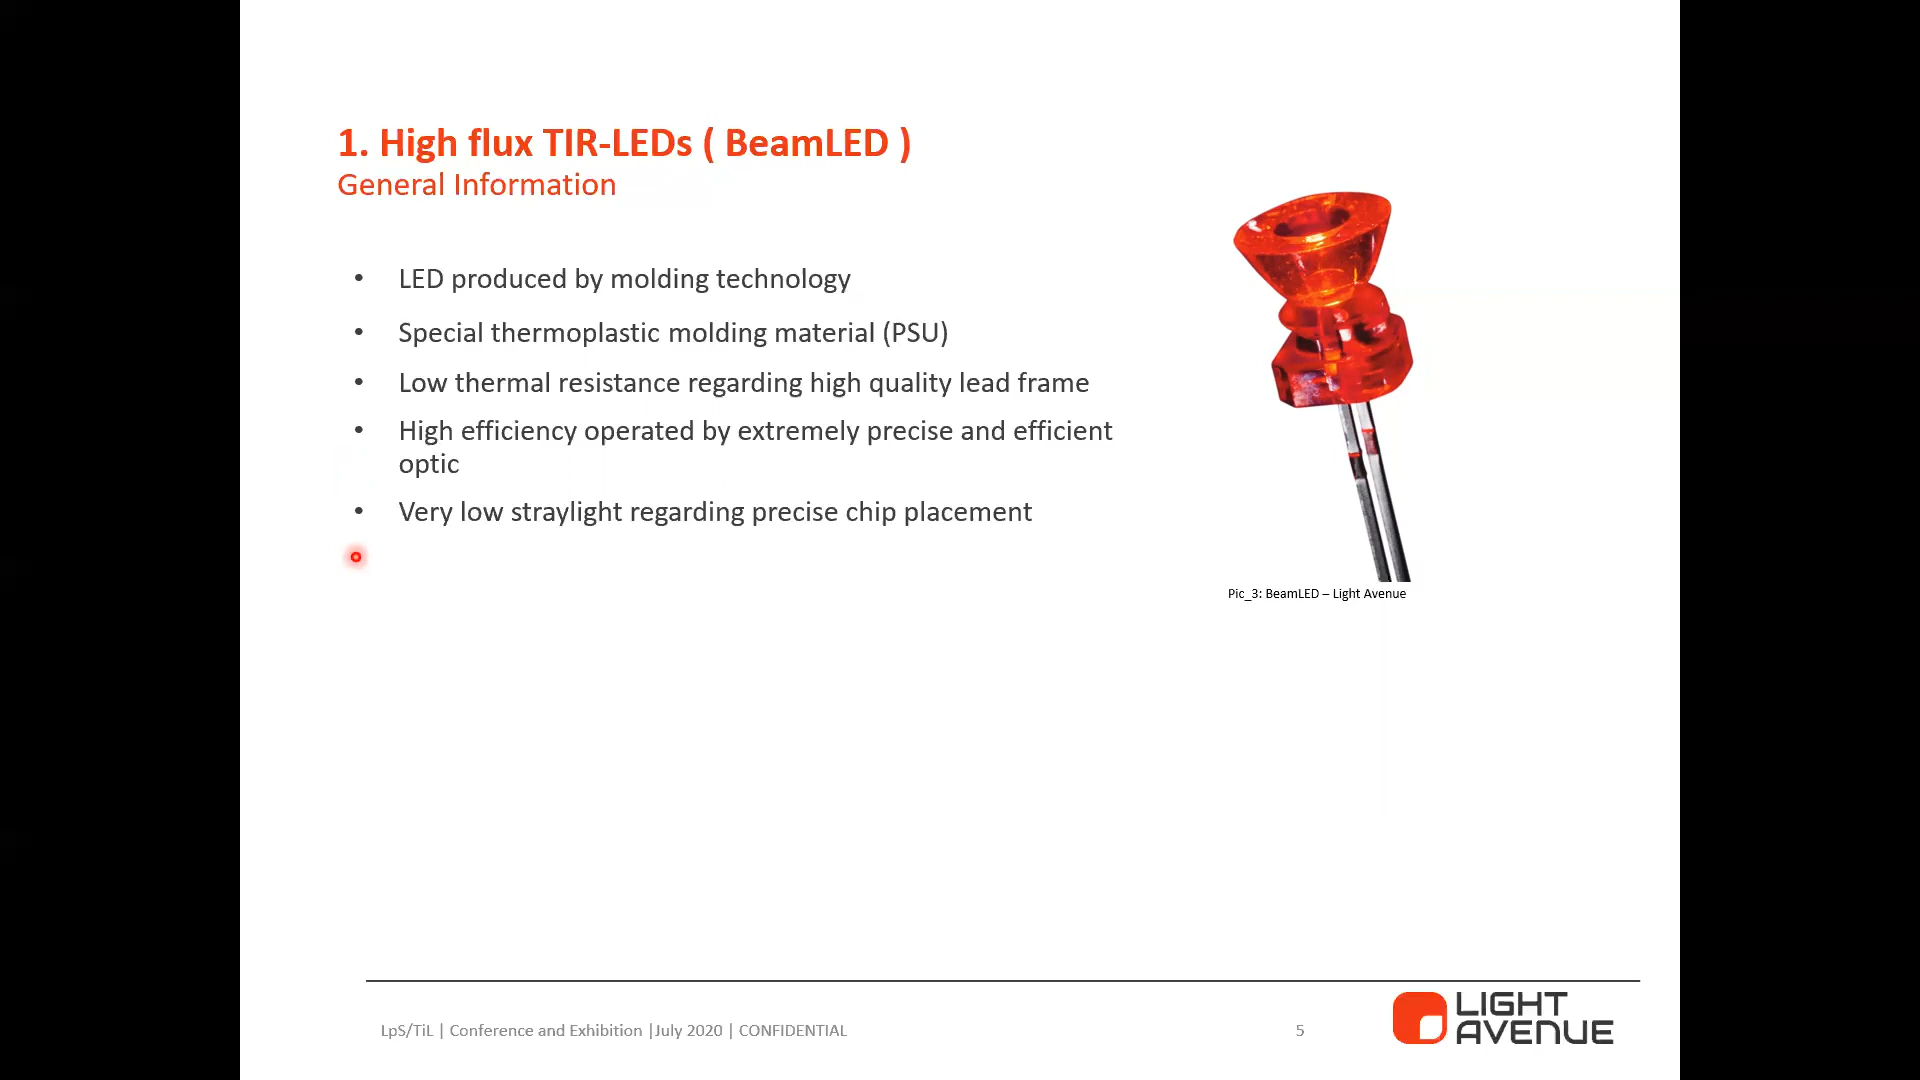 1. High flux TIR-LEDs ( BeamLED )
General Information
• LED produced by molding technology
• Special thermoplastic molding material (PSU)
• Low thermal resistance regarding high quality lead frame
• High efficiency operated by extremely precise and efficient
optic
• Very low straylight regarding precise chip placement
Pic_3: BeamLED – Light Avenue
LpS/TiL | Conference and Exhibition |July 2020 | CONFIDENTIAL
5
LIGHT
AVENUE